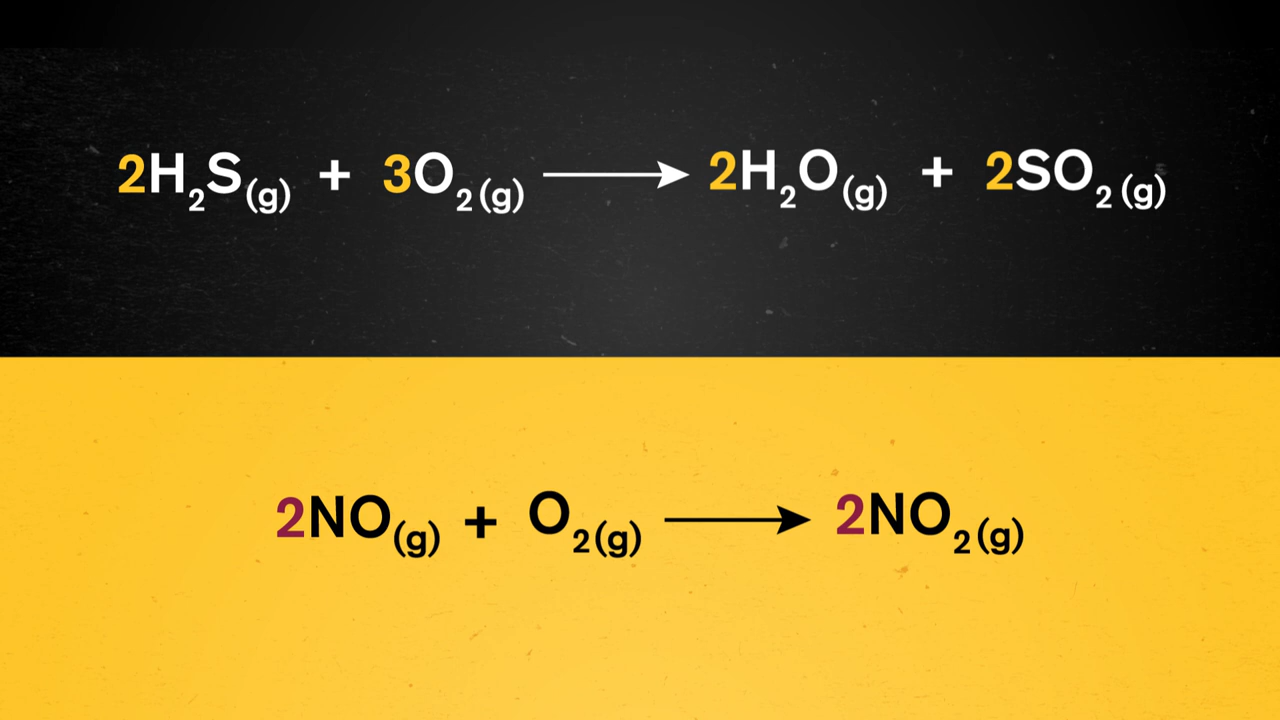 2H₂S(g) + 3O₂(g) ⟶ 2H₂O(g) + 2SO₂(g)
2NO(g) + O₂(g) ⟶ 2NO₂(g)